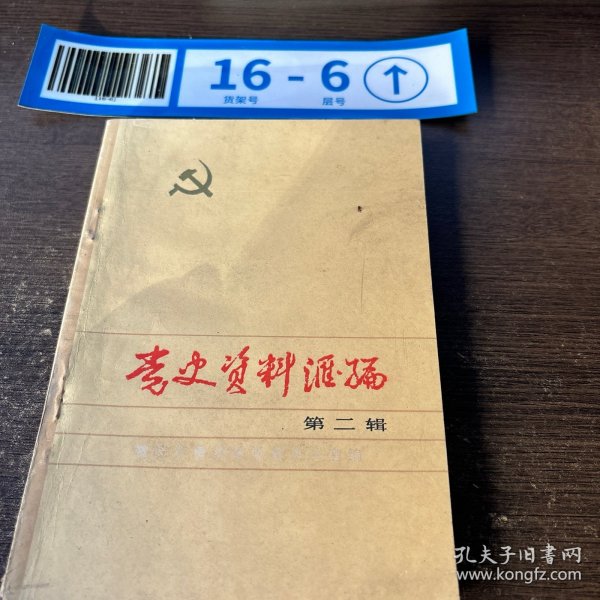 16-6
货架号 层号
党史资料汇编
第二辑
孔夫子旧书网
www.kongfz.com